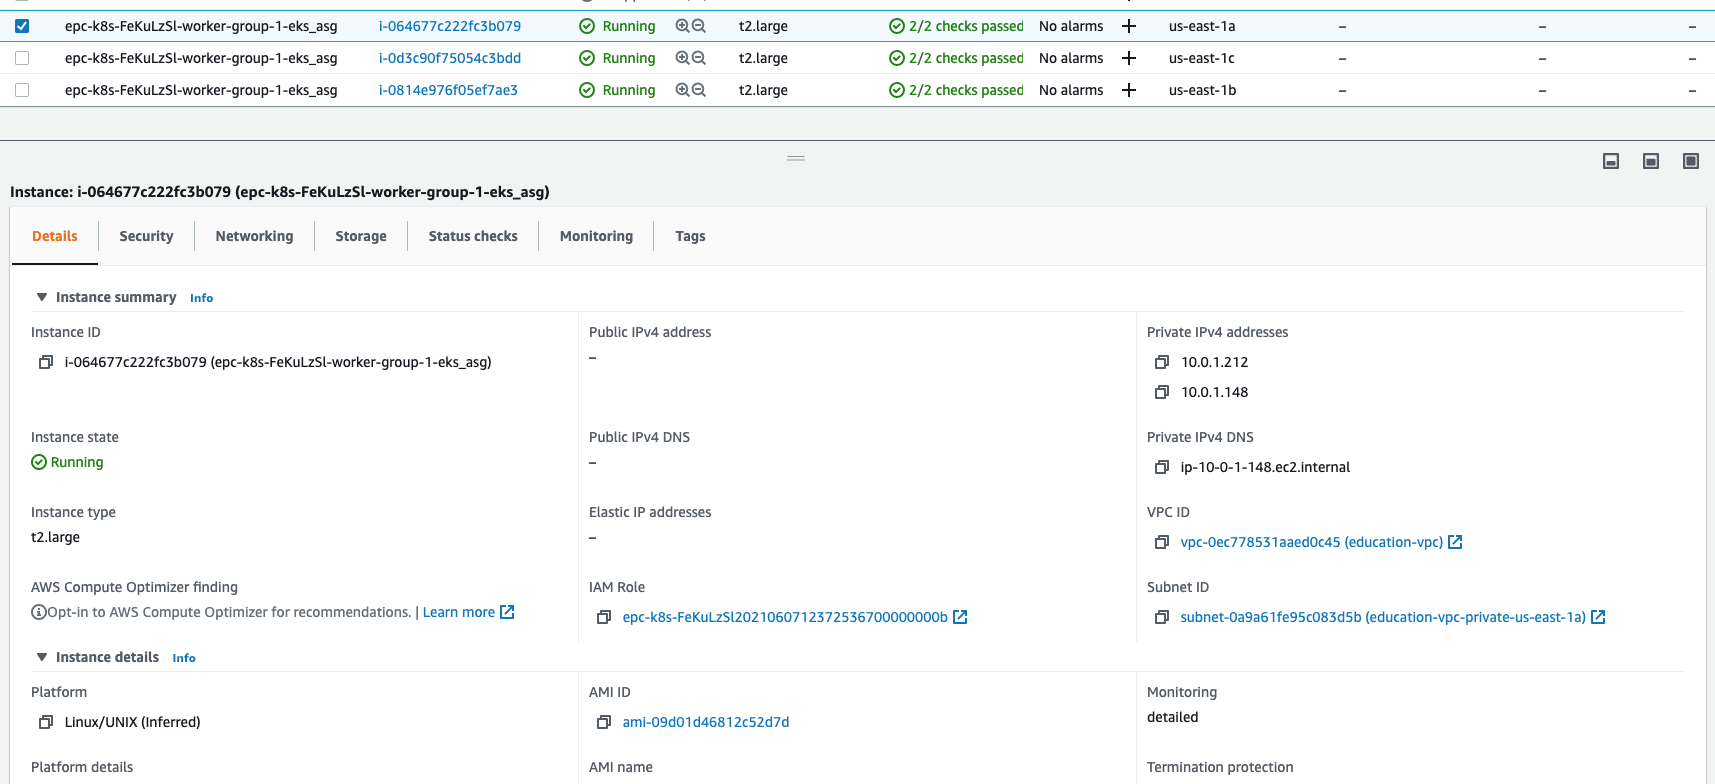 epc-k8s-FeKuLzSl-worker-group-1-eks_asg i-064677c222fc3b079 Running t2.large 2/2 checks passed No alarms + us-east-1a – – –
epc-k8s-FeKuLzSl-worker-group-1-eks_asg i-0d3c90f75054c3bdd Running t2.large 2/2 checks passed No alarms + us-east-1c – – –
epc-k8s-FeKuLzSl-worker-group-1-eks_asg i-0814e976f05ef7ae3 Running t2.large 2/2 checks passed No alarms + us-east-1b – – –
Instance: i-064677c222fc3b079 (epc-k8s-FeKuLzSl-worker-group-1-eks_asg)
Details Security Networking Storage Status checks Monitoring Tags
Instance summary Info
Instance ID Public IPv4 address Private IPv4 addresses
i-064677c222fc3b079 (epc-k8s-FeKuLzSl-worker-group-1-eks_asg) – 10.0.1.212
10.0.1.148
Instance state Public IPv4 DNS Private IPv4 DNS
Running – ip-10-0-1-148.ec2.internal
Instance type Elastic IP addresses VPC ID
t2.large – vpc-0ec778531aaed0c45 (education-vpc)
AWS Compute Optimizer finding IAM Role Subnet ID
Opt-in to AWS Compute Optimizer for recommendations. | Learn more epc-k8s-FeKuLzSl2021060712372536700000000b subnet-0a9a61fe95c083d5b (education-vpc-private-us-east-1a)
Instance details Info
Platform AMI ID Monitoring
Linux/UNIX (Inferred) ami-09d01d46812c52d7d detailed
Platform details AMI name Termination protection